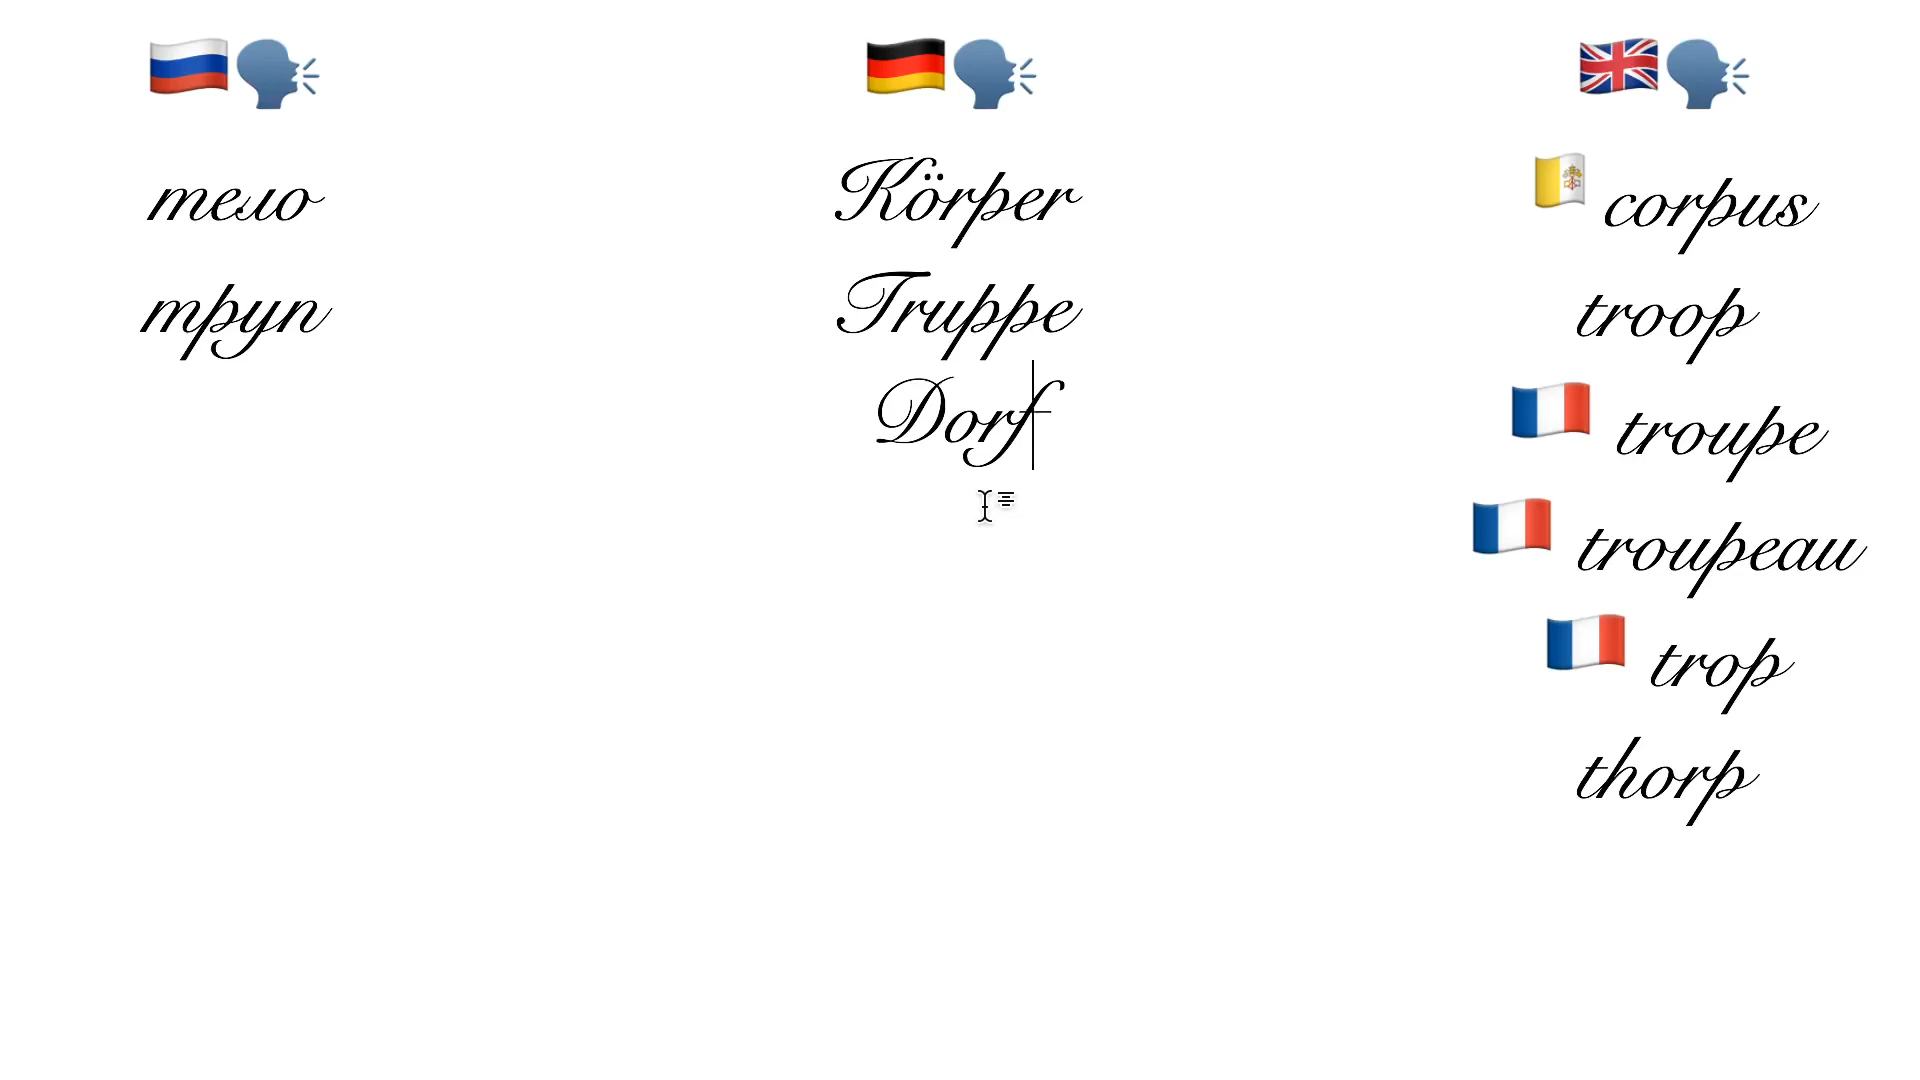 тело
Körper
corpus
труп
Truppe
troop
Dorf
troupe
troupeau
trop
thorp